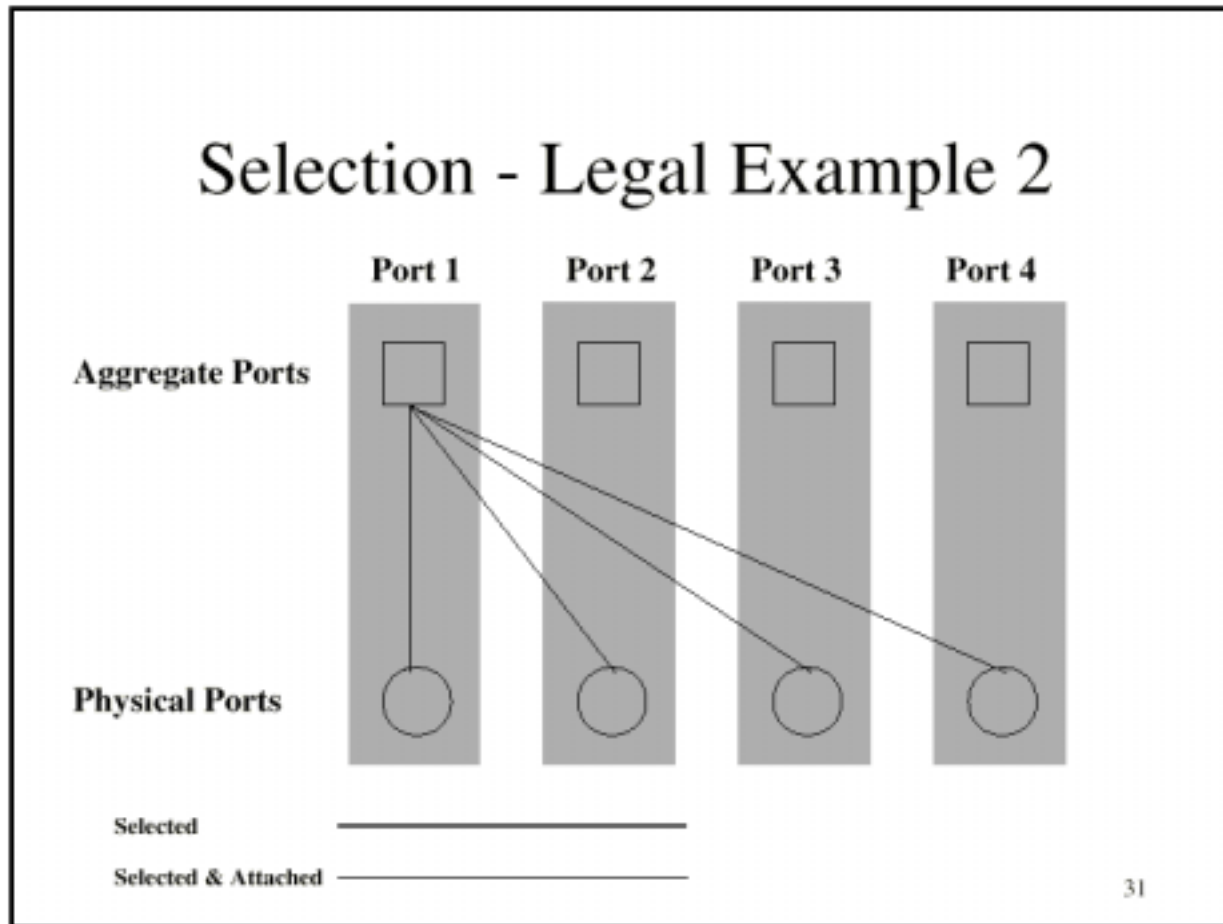 Selection - Legal Example 2
Port 1 Port 2 Port 3 Port 4
Aggregate Ports
Physical Ports
Selected
Selected & Attached
31